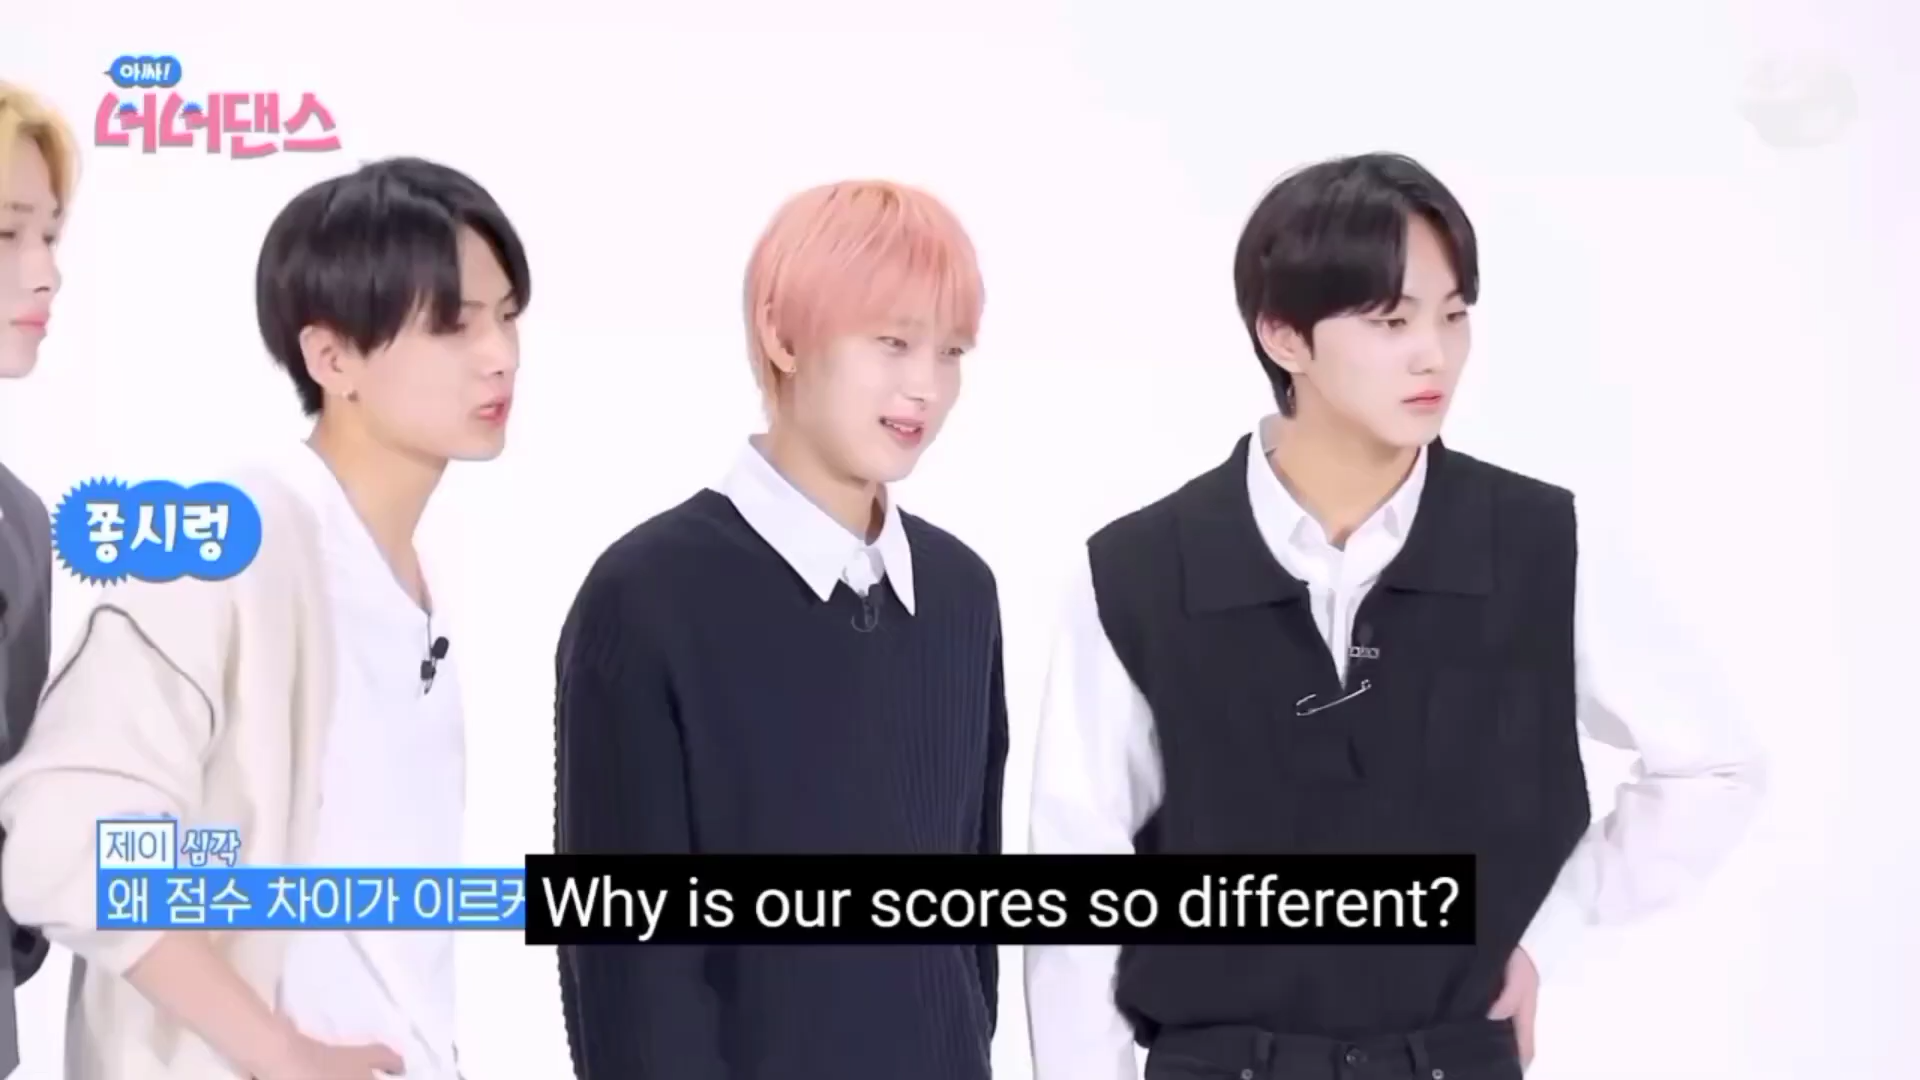 아싸!
너너댄스
쫑시렁
제이 심각
왜 점수 차이가 이르케
Why is our scores so different?